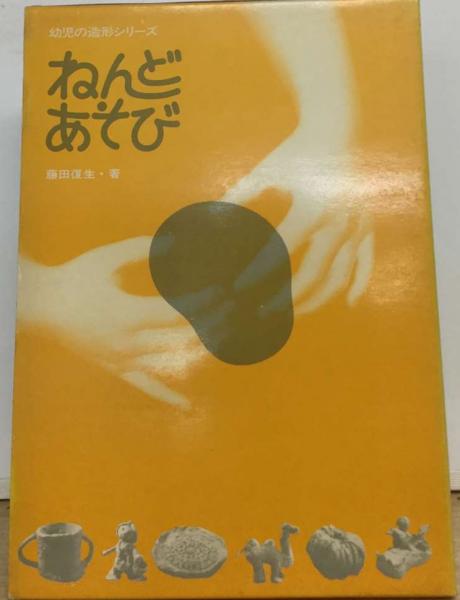 幼児の造形シリーズ
ねんど
あそび
藤田復生・著